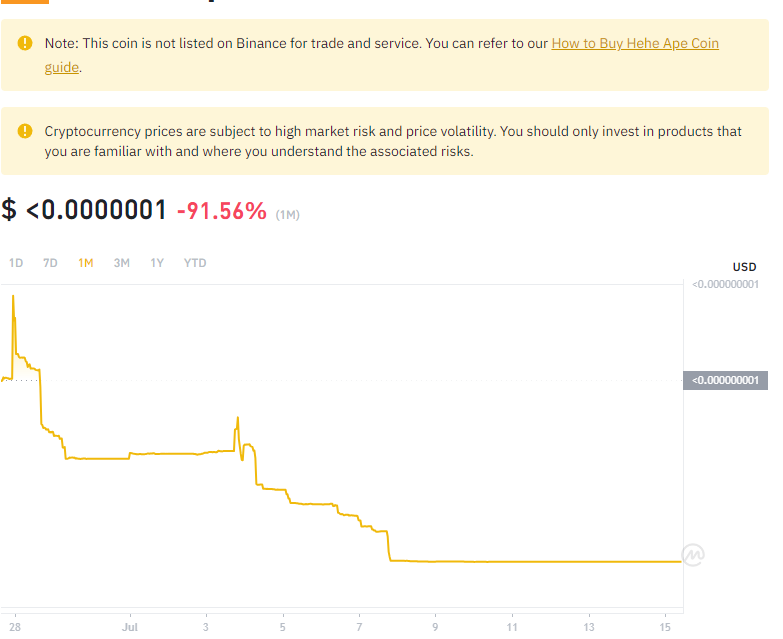 Note: This coin is not listed on Binance for trade and service. You can refer to our How to Buy Hehe Ape Coin
guide.
Cryptocurrency prices are subject to high market risk and price volatility. You should only invest in products that
you are familiar with and where you understand the associated risks.
$ <0.0000001 -91.56% (1M)
1D 7D 1M 3M 1Y YTD
USD
<0.000000001
<0.000000001
28 Jul 3 5 7 9 11 13 15